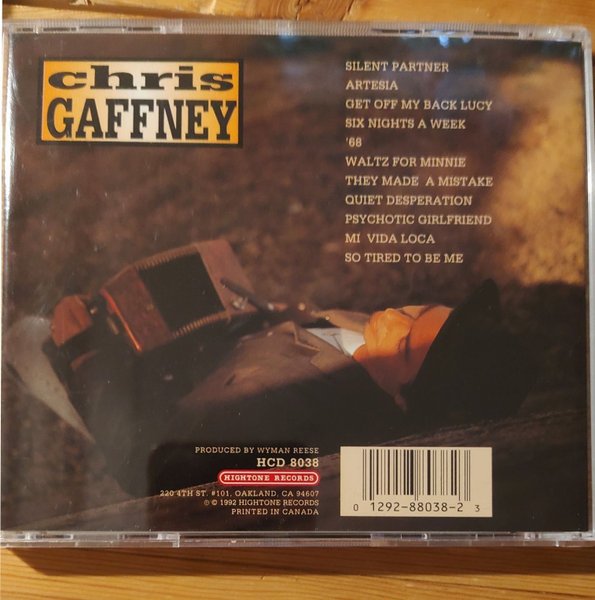 chris
GAFFNEY
SILENT PARTNER
ARTESIA
GET OFF MY BACK LUCY
SIX NIGHTS A WEEK
'68
WALTZ FOR MINNIE
THEY MADE A MISTAKE
QUIET DESPERATION
PSYCHOTIC GIRLFRIEND
MI VIDA LOCA
SO TIRED TO BE ME
PRODUCED BY WYMAN REESE
HCD 8038
HIGHTONE RECORDS
220 4TH ST. #101, OAKLAND, CA 94607
℗ © 1992 HIGHTONE RECORDS
PRINTED IN CANADA
0 12928-88038-2 3